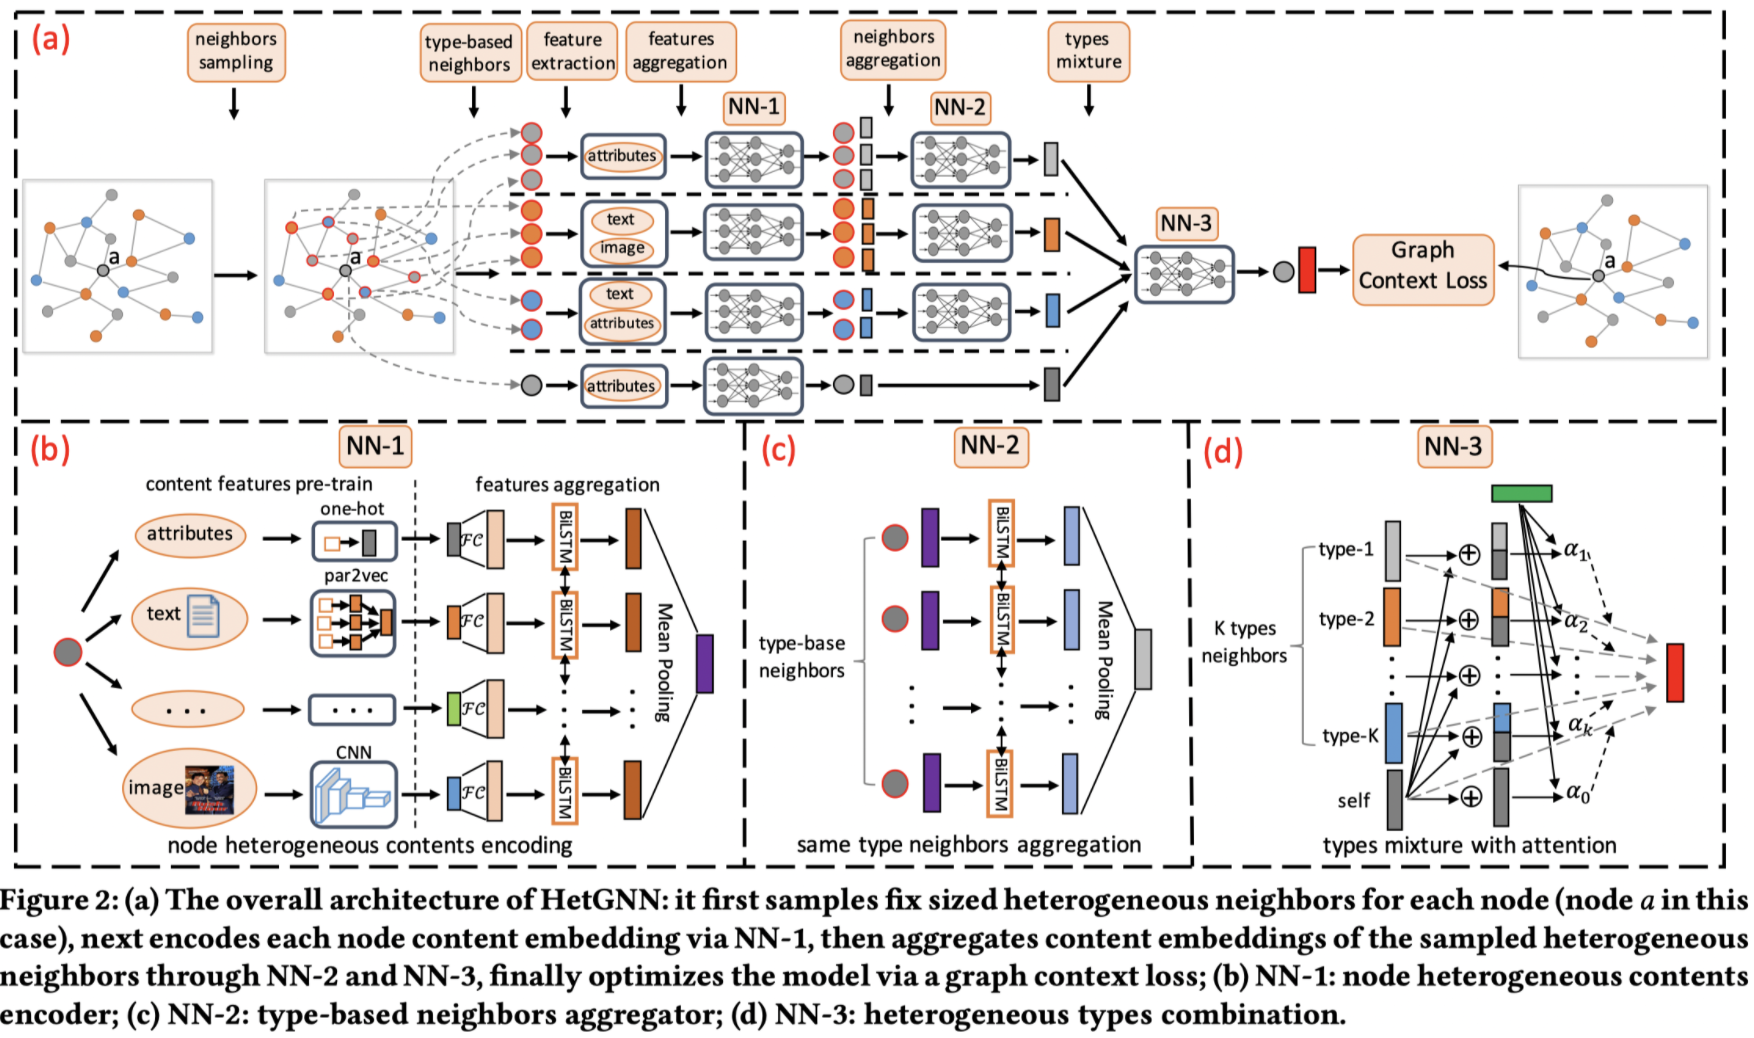 (a)
neighbors
sampling
type-based
neighbors
feature
extraction
features
aggregation
neighbors
aggregation
types
mixture
NN-1
NN-2
attributes
text
image
text
attributes
attributes
a
a
NN-3
Graph
Context Loss
a
(b)
NN-1
content features pre-train
features aggregation
one-hot
attributes
FC
BiLSTM
par2vec
text
FC
BiLSTM
. . .
. . .
FC
CNN
image
FC
BiLSTM
Mean Pooling
node heterogeneous contents encoding
(c)
NN-2
type-base
neighbors
BiLSTM
BiLSTM
BiLSTM
Mean Pooling
same type neighbors aggregation
(d)
NN-3
K types
neighbors
type-1
α1
type-2
α2
type-K
αk
self
α0
types mixture with attention
Figure 2: (a) The overall architecture of HetGNN: it first samples fix sized heterogeneous neighbors for each node (node a in this
case), next encodes each node content embedding via NN-1, then aggregates content embeddings of the sampled heterogeneous
neighbors through NN-2 and NN-3, finally optimizes the model via a graph context loss; (b) NN-1: node heterogeneous contents
encoder; (c) NN-2: type-based neighbors aggregator; (d) NN-3: heterogeneous types combination.